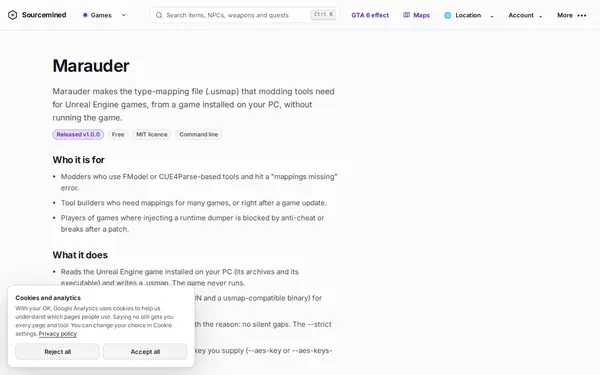 Sourcemined
Games
Search items, NPCs, weapons and quests
Ctrl K
GTA 6 effect
Maps
Location
Account
More
Marauder
Marauder makes the type-mapping file (.usmap) that modding tools need
for Unreal Engine games, from a game installed on your PC, without
running the game.
Released v1.0.0
Free
MIT licence
Command line
Who it is for
• Modders who use FModel or CUE4Parse-based tools and hit a "mappings missing"
error.
• Tool builders who need mappings for many games, or right after a game update.
• Players of games where injecting a runtime dumper is blocked by anti-cheat or
breaks after a patch.
What it does
• Reads the Unreal Engine game installed on your PC (its archives and its
executable) and writes a .usmap. The game never runs.
ON and a usmap-compatible binary) for
th the reason: no silent gaps. The --strict
key you supply (--aes-key or --aes-keys-
Cookies and analytics
With your OK, Google Analytics uses cookies to help us
understand which pages people use. Saying no still gets you
every page and tool. You can change your choice in Cookie
settings. Privacy policy
Reject all
Accept all